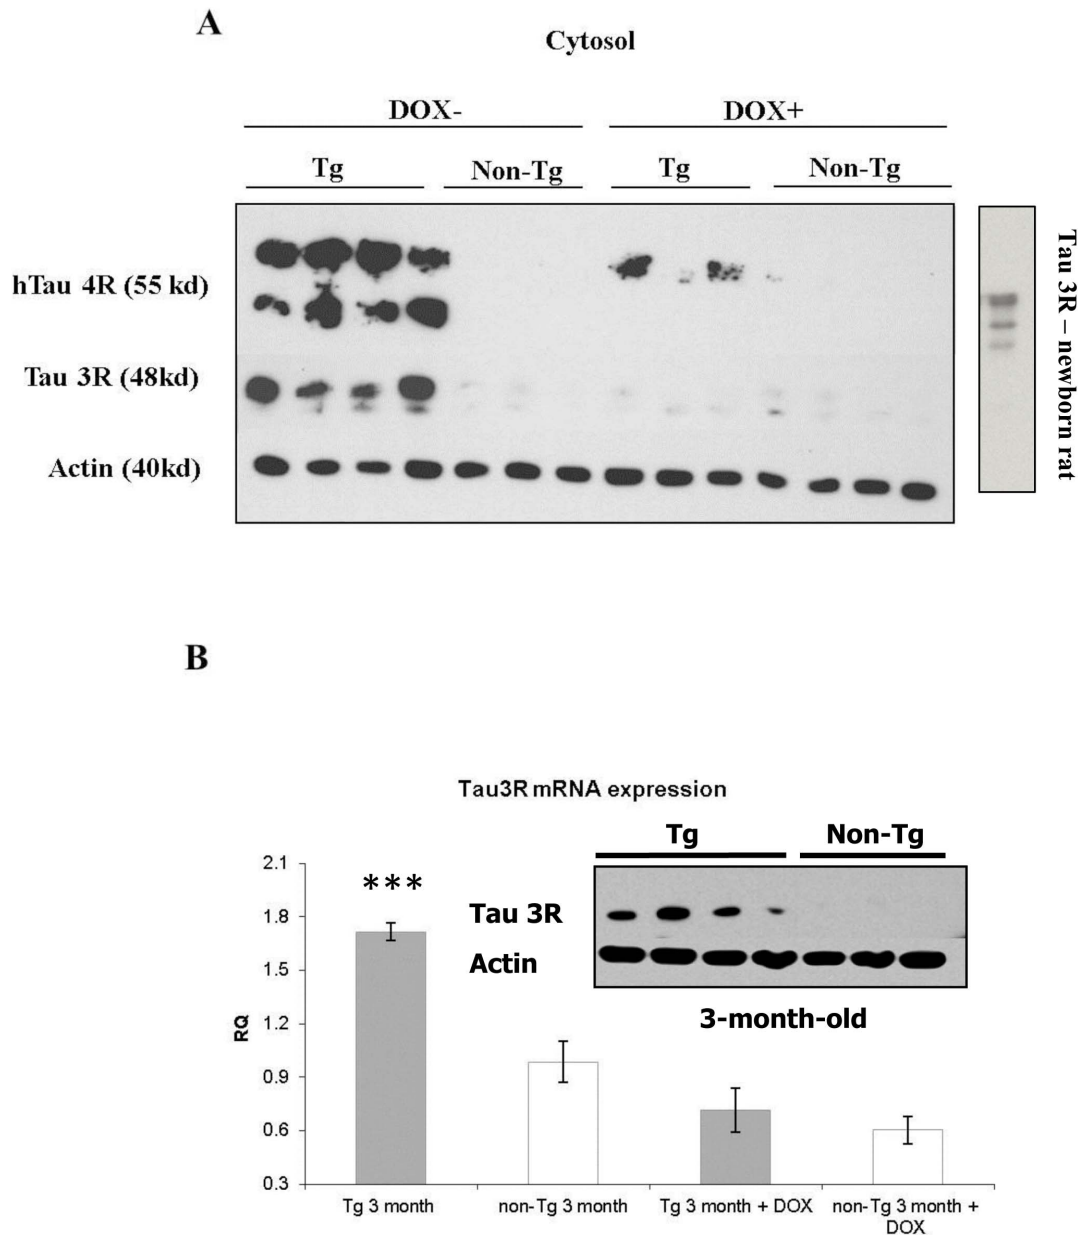 A
Cytosol
DOX- DOX+
Tg Non-Tg Tg Non-Tg
hTau 4R (55 kd)
Tau 3R (48kd)
Actin (40kd)
Tau 3R – newborn rat
B
Tau3R mRNA expression
Tg Non-Tg
2.1
***
1.8
Tau 3R
Actin
1.5
3-month-old
1.2
RQ
0.9
0.6
0.3
Tg 3 month non-Tg 3 month Tg 3 month + DOX non-Tg 3 month +
DOX